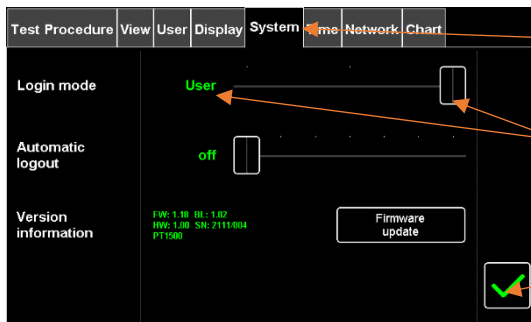 Test Procedure View User Display System Time Network Chart
Login mode User
Automatic
logout
off
Version
information
FW: 1.18 BL: 1.02
HW: 1.00 SN: 2111/004
PT1500
Firmware
update